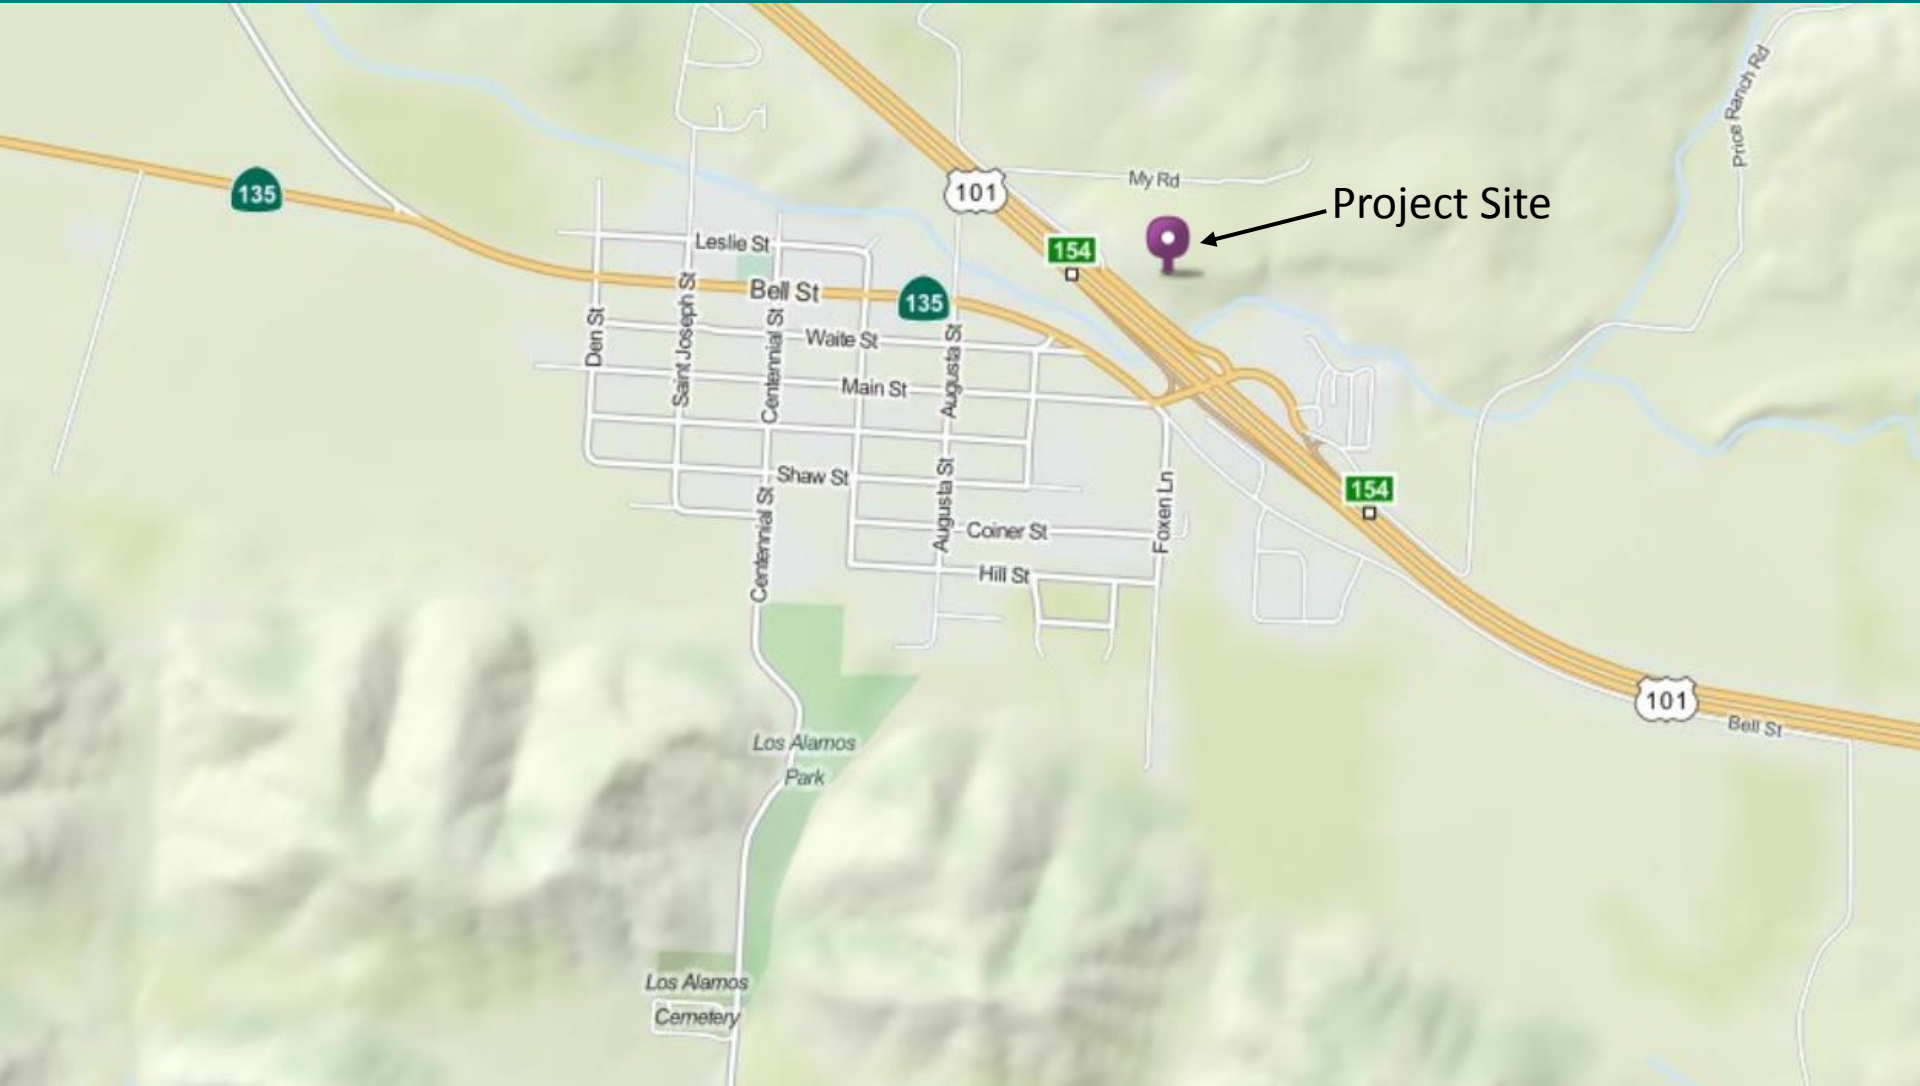 Price Ranch Rd
135
101
My Rd
Project Site
154
Leslie St
Bell St
135
Den St
Saint Joseph St
Centennial St
Waite St
Augusta St
Main St
Shaw St
Centennial St
Augusta St
Coiner St
Foxen Ln
154
Hill St
101
Bell St
Los Alamos
Park
Los Alamos
Cemetery